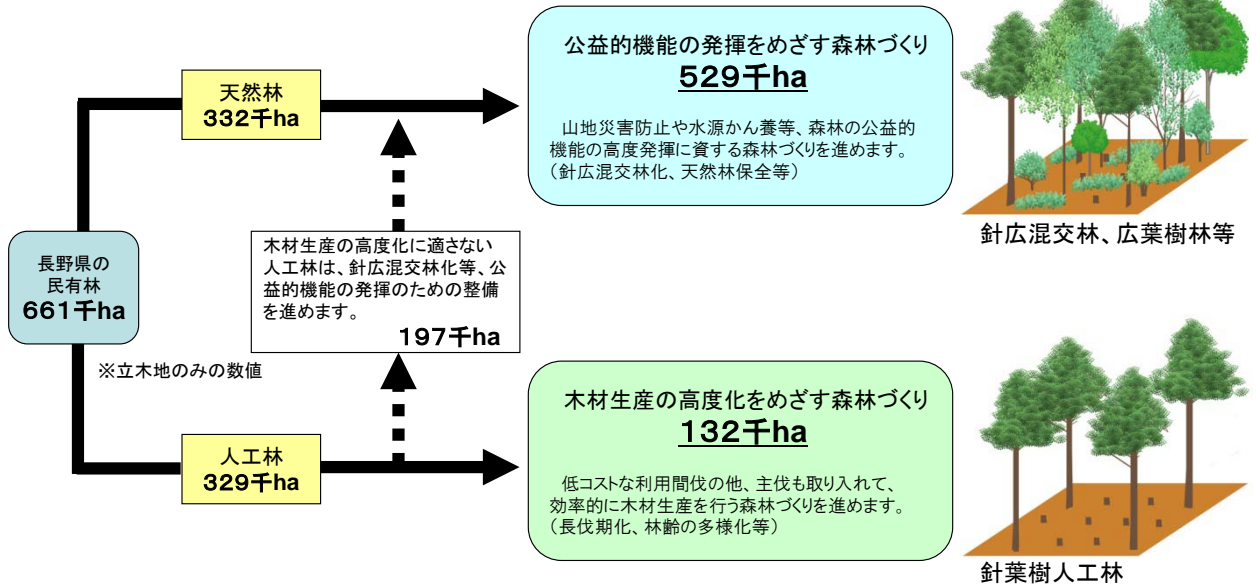 公益的機能の発揮をめざす森林づくり
529千ha
山地災害防止や水源かん養等、森林の公益的
機能の高度発揮に資する森林づくりを進めます。
（針広混交林化、天然林保全等）
天然林
332千ha
針広混交林、広葉樹林等
長野県の
民有林
661千ha
木材生産の高度化に適さない
人工林は、針広混交林化等、公
益的機能の発揮のための整備
を進めます。
197千ha
※立木地のみの数値
木材生産の高度化をめざす森林づくり
132千ha
低コストな利用間伐の他、主伐も取り入れて、
効率的に木材生産を行う森林づくりを進めます。
（長伐期化、林齢の多様化等）
人工林
329千ha
針葉樹人工林